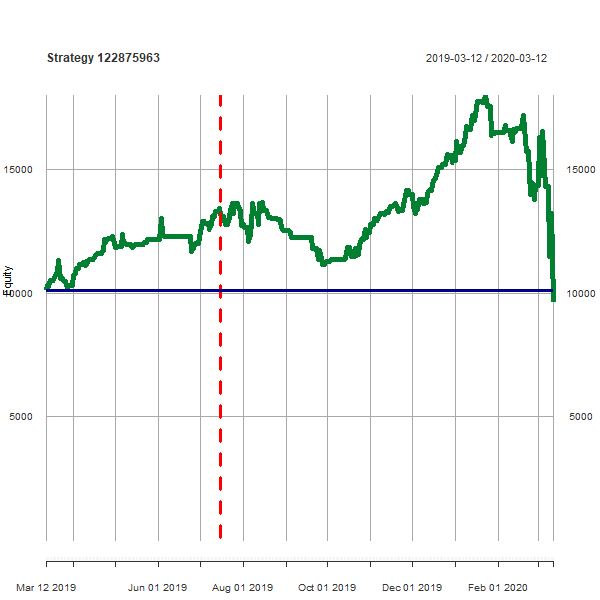 Strategy 122875963
2019-03-12 / 2020-03-12
15000 15000
Equity
10000 10000
5000 5000
Mar 12 2019 Jun 01 2019 Aug 01 2019 Oct 01 2019 Dec 01 2019 Feb 01 2020